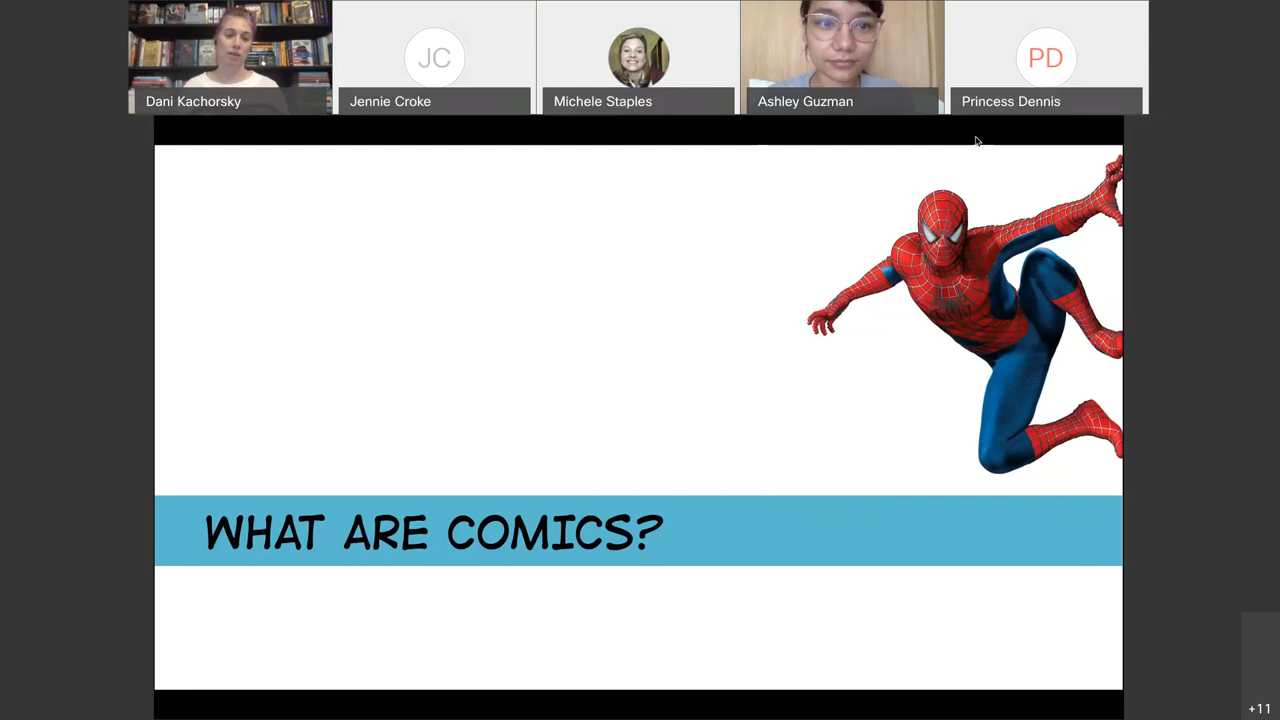 Dani Kachorsky
JC
Jennie Croke
Michele Staples
Ashley Guzman
PD
Princess Dennis
WHAT ARE COMICS?
+11